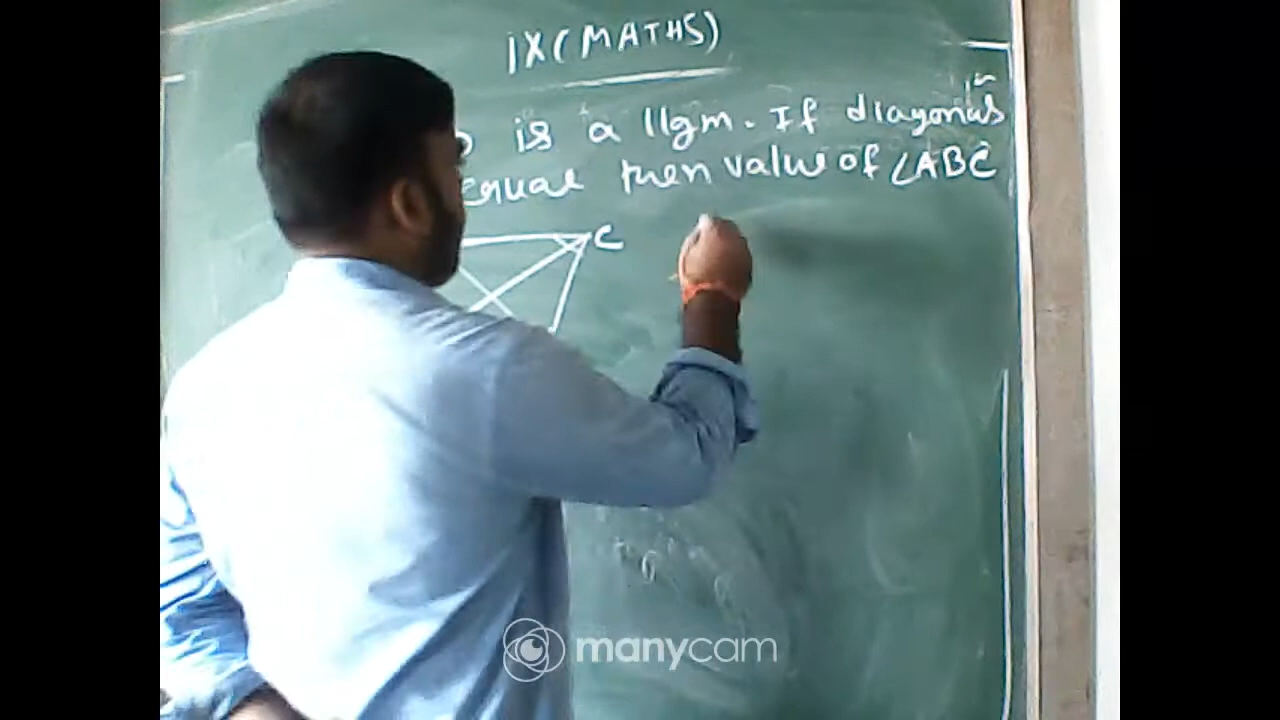 IX (MATHS)
is a llgm. If diagonals
equal then value of ∠ABC
C
manycam